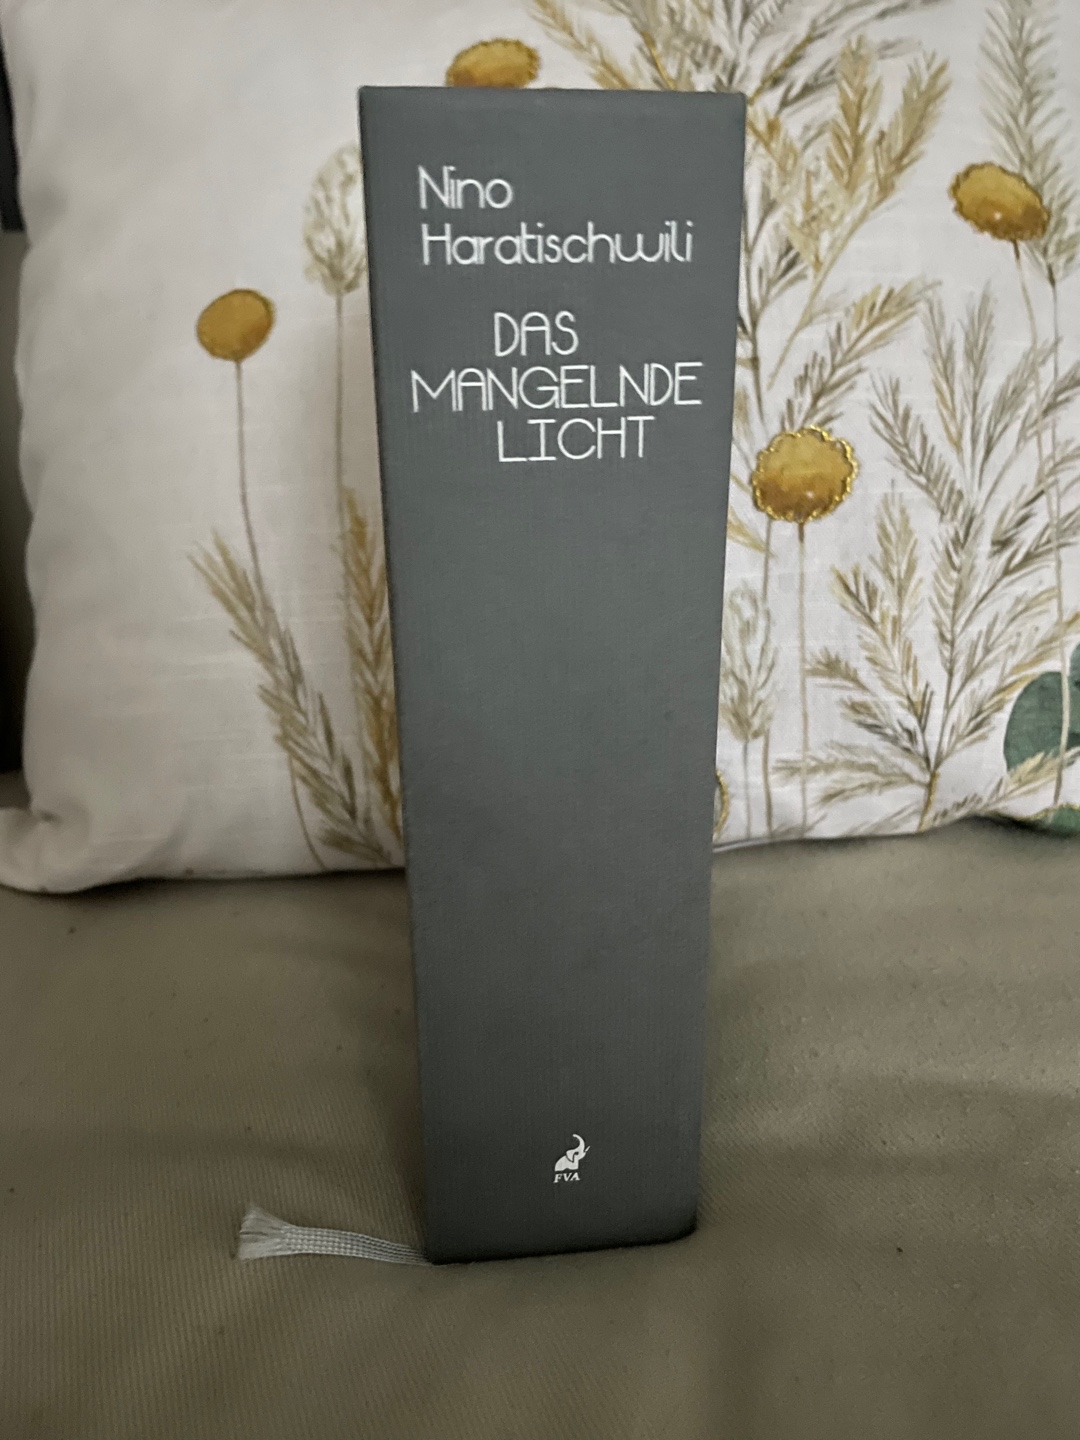 Nino
Haratischwili
DAS
MANGELNDE
LICHT
FVA